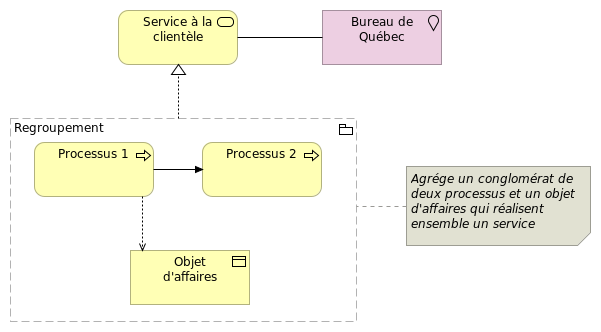 Service à la
clientèle
Bureau de
Québec
Regroupement
Processus 1
Processus 2
Objet
d'affaires
Agrége un conglomérat de
deux processus et un objet
d'affaires qui réalisent
ensemble un service